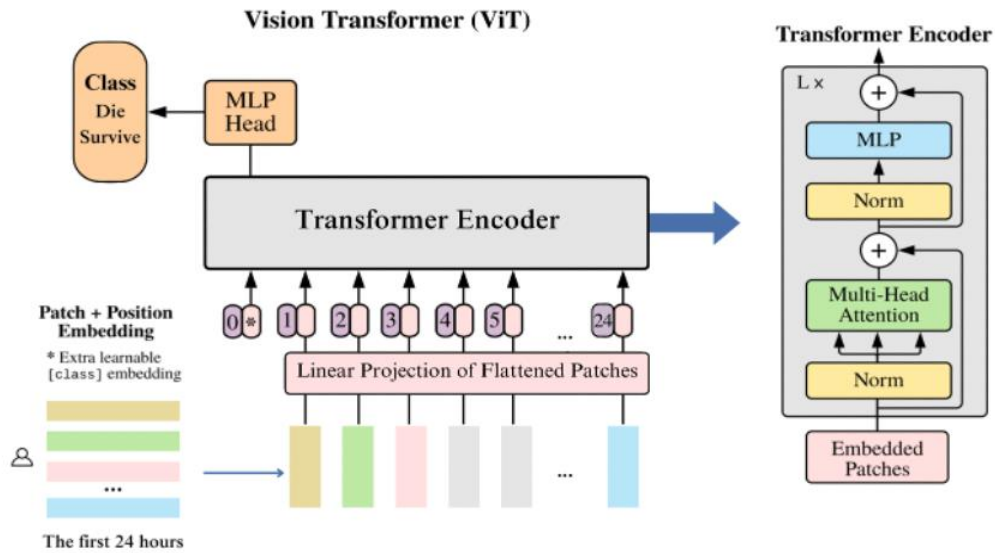 Vision Transformer (ViT)
Class
Die
Survive
MLP
Head
Transformer Encoder
0 * 1 2 3 4 5 ... 24
Patch + Position
Embedding
* Extra learnable
[class] embedding
Linear Projection of Flattened Patches
...
...
The first 24 hours
Transformer Encoder
L ×
+
MLP
Norm
+
Multi-Head
Attention
Norm
Embedded
Patches